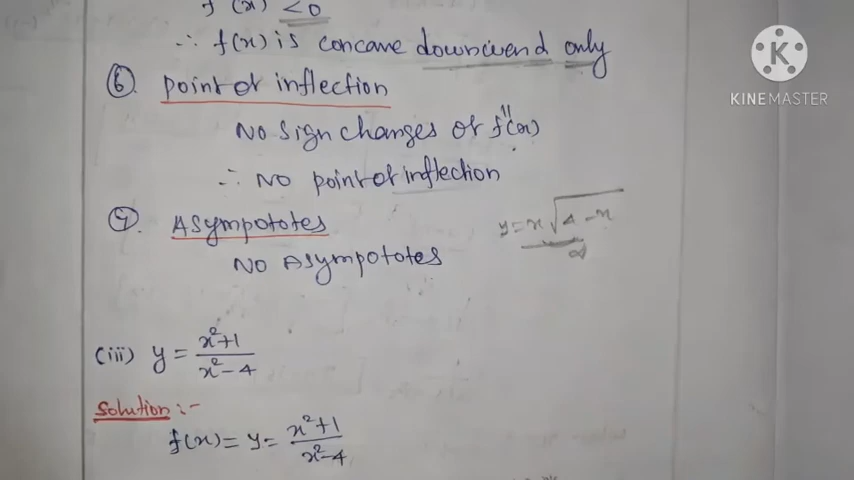 f (x) < 0
∴ f(x) is concave downward only
⑥. point of inflection
No sign changes of f''(x)
∴ No point of inflection
⑦. Asympototes
y = x√4-x
∞
No Asympototes
(iii) y = x²+1 / x²-4
Solution:-
f(x) = y = x²+1 / x²-4
KINEMASTER